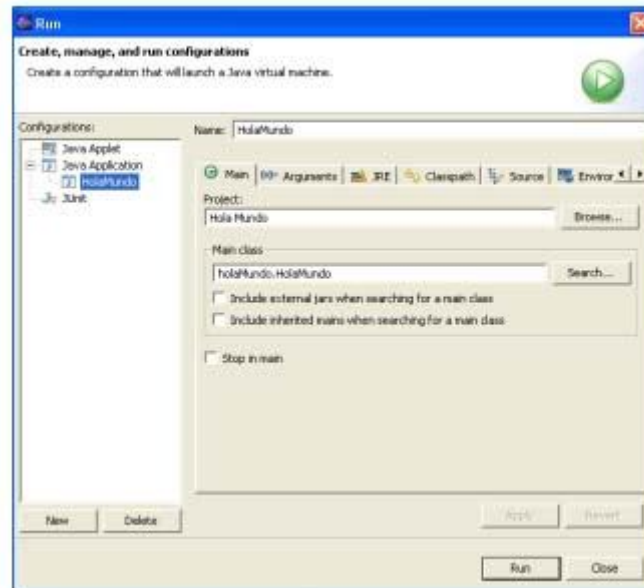 Run
Create, manage, and run configurations
Create a configuration that will launch a Java virtual machine.
Configurations:
Java Applet
Java Application
HolaMundo
JUnit
New
Delete
Name: HolaMundo
Main
Arguments
JRE
Classpath
Source
Environ
Project:
Hola Mundo
Browse...
Main class
holaMundo.HolaMundo
Search...
Include external jars when searching for a main class
Include inherited mains when searching for a main class
Stop in main
Apply
Revert
Run
Close